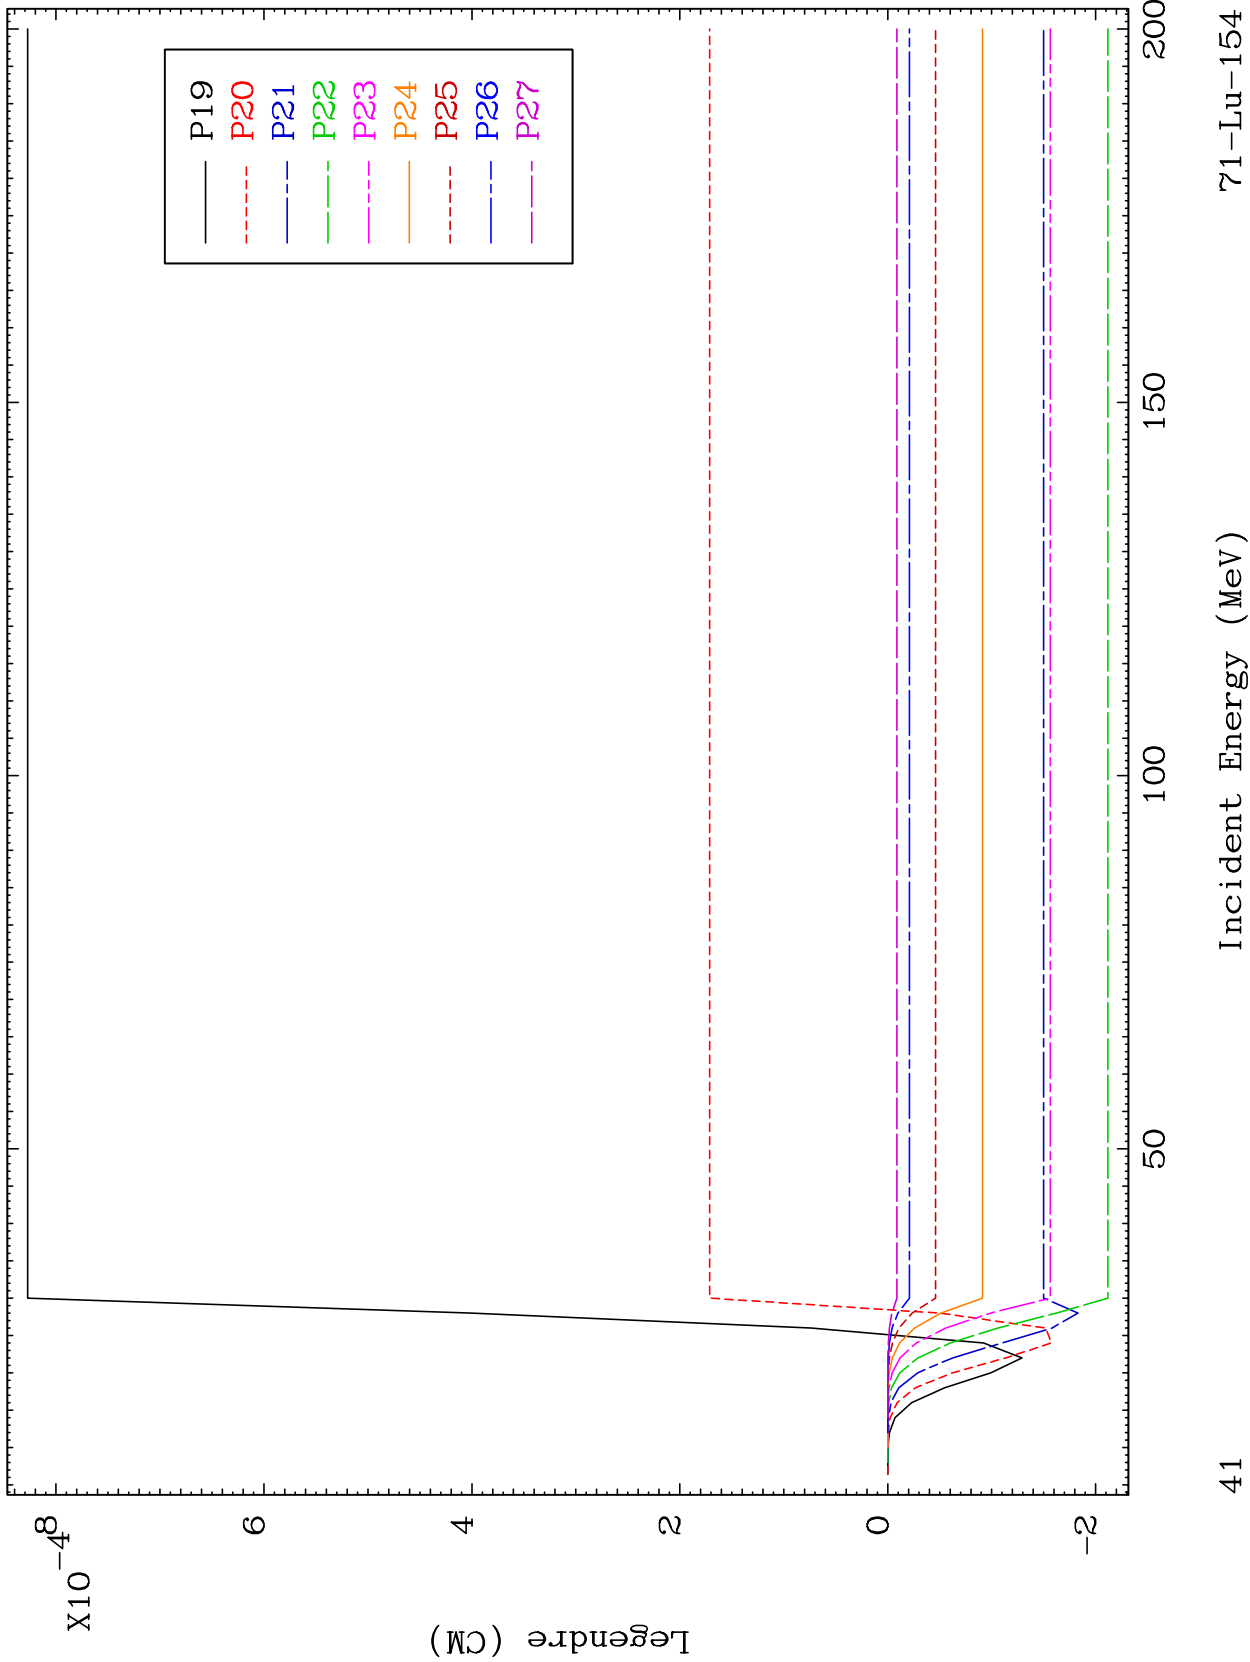 X10
-4
8
6
4
2
0
-2
Legendre (CM)
P19
P20
P21
P22
P23
P24
P25
P26
P27
50
100
150
200
Incident Energy (MeV)
41
71-Lu-154